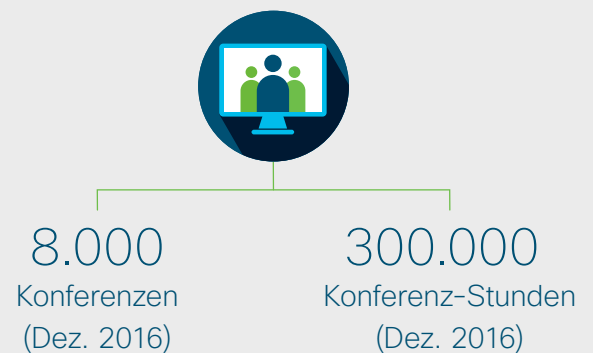 8.000
Konferenzen
(Dez. 2016)
300.000
Konferenz-Stunden
(Dez. 2016)